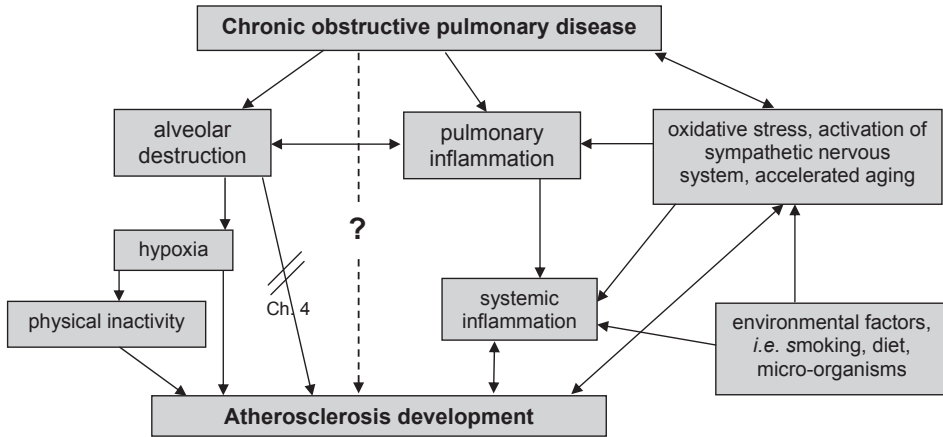 Chronic obstructive pulmonary disease
alveolar
destruction
pulmonary
inflammation
oxidative stress, activation of
sympathetic nervous
system, accelerated aging
?
hypoxia
Ch. 4
physical inactivity
systemic
inflammation
environmental factors,
i.e. smoking, diet,
micro-organisms
Atherosclerosis development